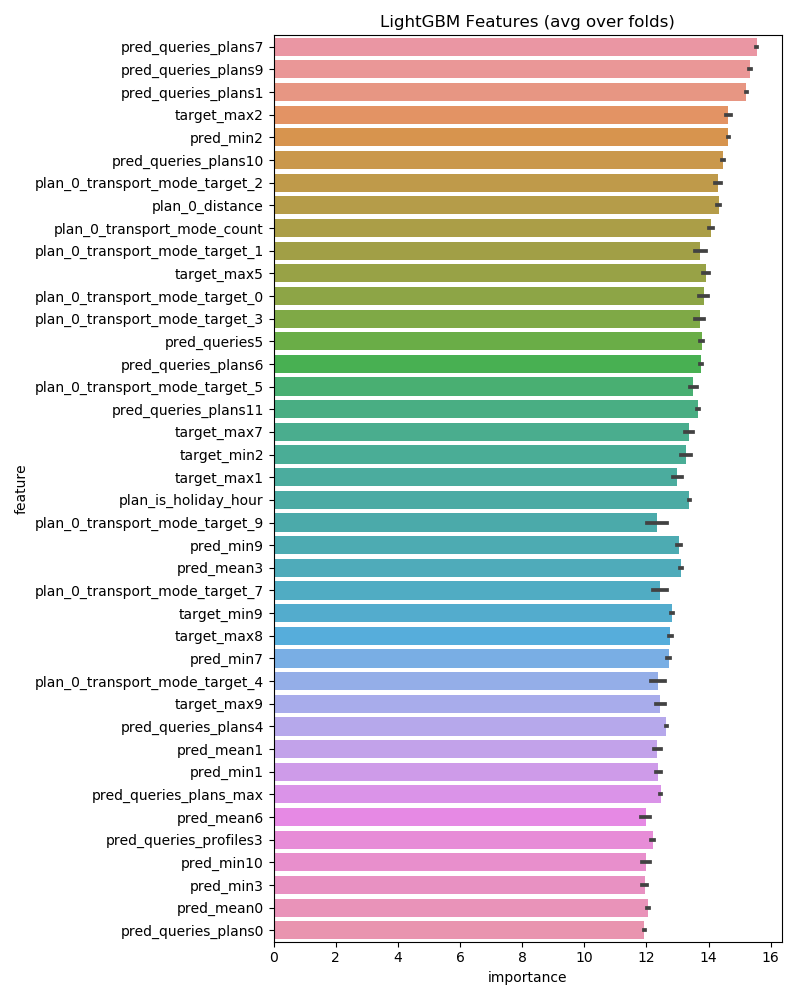 LightGBM Features (avg over folds)
pred_queries_plans7
pred_queries_plans9
pred_queries_plans1
target_max2
pred_min2
pred_queries_plans10
plan_0_transport_mode_target_2
plan_0_distance
plan_0_transport_mode_count
plan_0_transport_mode_target_1
target_max5
plan_0_transport_mode_target_0
plan_0_transport_mode_target_3
pred_queries5
pred_queries_plans6
plan_0_transport_mode_target_5
pred_queries_plans11
target_max7
target_min2
target_max1
plan_is_holiday_hour
plan_0_transport_mode_target_9
pred_min9
pred_mean3
plan_0_transport_mode_target_7
target_min9
target_max8
pred_min7
plan_0_transport_mode_target_4
target_max9
pred_queries_plans4
pred_mean1
pred_min1
pred_queries_plans_max
pred_mean6
pred_queries_profiles3
pred_min10
pred_min3
pred_mean0
pred_queries_plans0
feature
0 2 4 6 8 10 12 14 16
importance